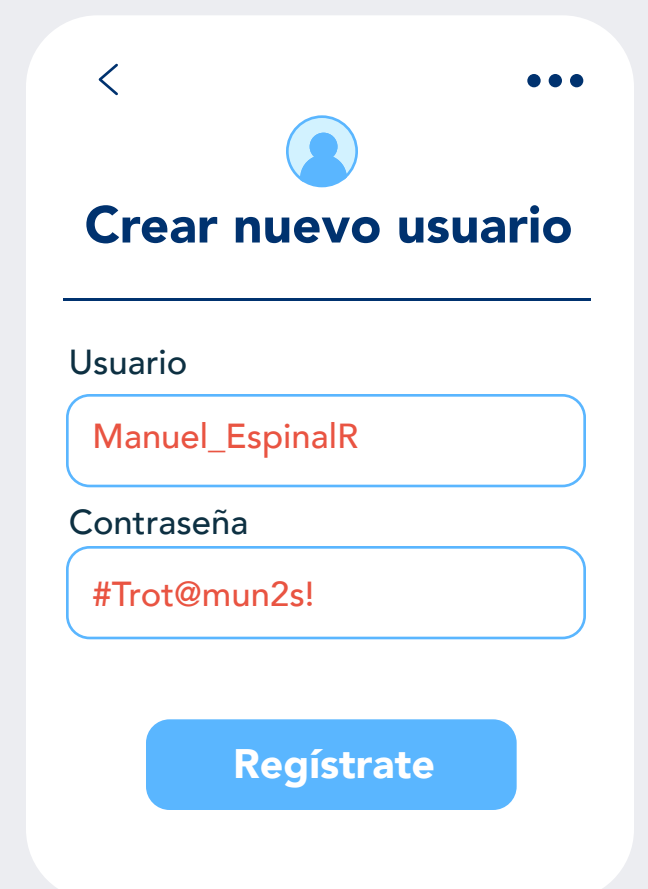 Crear nuevo usuario
Usuario
Manuel_EspinalR
Contraseña
#Trot@mun2s!
Regístrate